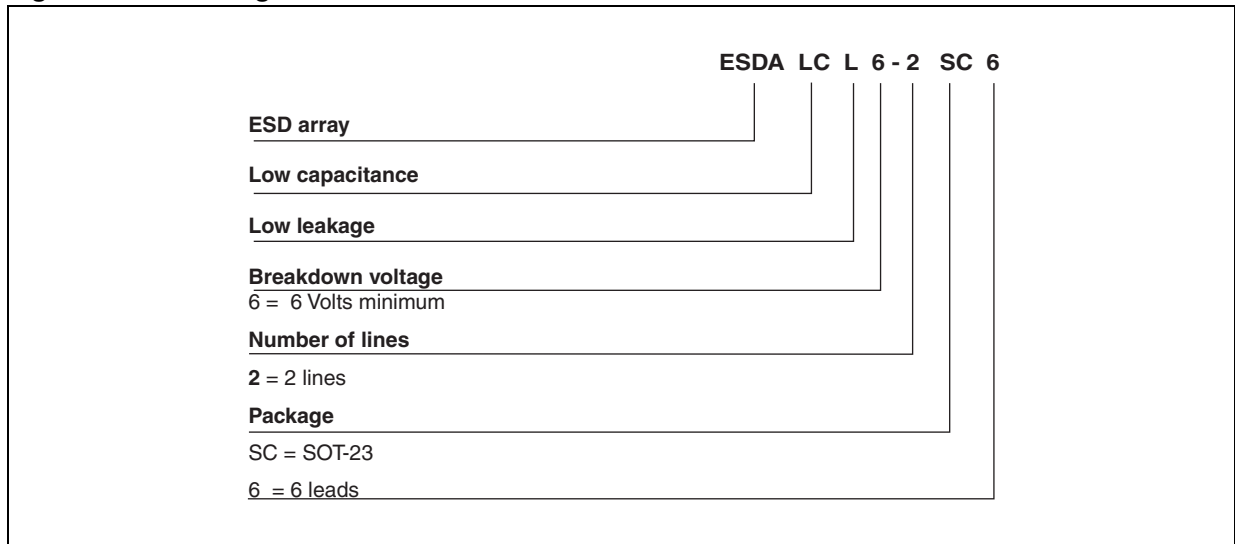 ESDA LC L 6 - 2 SC 6
ESD array
Low capacitance
Low leakage
Breakdown voltage
6 = 6 Volts minimum
Number of lines
2 = 2 lines
Package
SC = SOT-23
6 = 6 leads